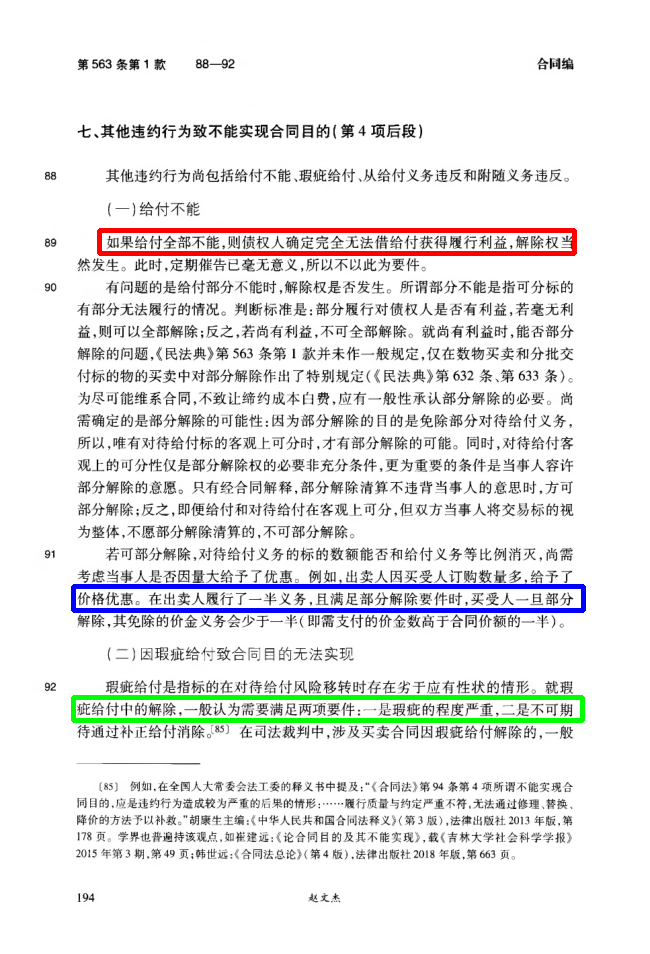 第 563 条第 1 款 88—92 合同编
七、其他违约行为致不能实现合同目的(第 4 项后段)
88 其他违约行为尚包括给付不能、瑕疵给付、从给付义务违反和附随义务违反。
(一)给付不能
89 如果给付全部不能,则债权人确定完全无法借给付获得履行利益,解除权当
然发生。此时,定期催告已毫无意义,所以不以此为要件。
90 有问题的是给付部分不能时,解除权是否发生。所谓部分不能是指可分标的
有部分无法履行的情况。判断标准是:部分履行对债权人是否有利益,若毫无利
益,则可以全部解除;反之,若尚有利益,不可全部解除。就尚有利益时,能否部分
解除的问题,《民法典》第 563 条第 1 款并未作一般规定,仅在数物买卖和分批交
付标的物的买卖中对部分解除作出了特别规定(《民法典》第 632 条、第 633 条)。
为尽可能维系合同,不致让缔约成本白费,应有一般性承认部分解除的必要。尚
需确定的是部分解除的可能性:因为部分解除的目的是免除部分对待给付义务,
所以,唯有对待给付标的客观上可分时,才有部分解除的可能。同时,对待给付客
观上的可分性仅是部分解除权的必要非充分条件,更为重要的条件是当事人容许
部分解除的意愿。只有经合同解释,部分解除清算不违背当事人的意思时,方可
部分解除;反之,即便给付和对待给付在客观上可分,但双方当事人将交易标的视
为整体,不愿部分解除清算的,不可部分解除。
91 若可部分解除,对待给付义务的标的数额能否和给付义务等比例消灭,尚需
考虑当事人是否因量大给予了优惠。例如,出卖人因买受人订购数量多,给予了
价格优惠。在出卖人履行了一半义务,且满足部分解除要件时,买受人一旦部分
解除,其免除的价金义务会少于一半(即需支付的价金数高于合同价额的一半)。
(二)因瑕疵给付致合同目的无法实现
92 瑕疵给付是指标的在对待给付风险移转时存在劣于应有性状的情形。就瑕
疵给付中的解除,一般认为需要满足两项要件:一是瑕疵的程度严重,二是不可期
待通过补正给付消除。〔85〕 在司法裁判中,涉及买卖合同因瑕疵给付解除的,一般
〔85〕 例如,在全国人大常委会法工委的释义书中提及:“《合同法》第 94 条第 4 项所谓不能实现合
同目的,应是违约行为造成较为严重的后果的情形:……履行质量与约定严重不符,无法通过修理、替换、
降价的方法予以补救。”胡康生主编:《中华人民共和国合同法释义》(第 3 版),法律出版社 2013 年版,第
178 页。学界也普遍持该观点,如崔建远:《论合同目的及其不能实现》,载《吉林大学社会科学学报》
2015 年第 3 期,第 49 页;韩世远:《合同法总论》(第 4 版),法律出版社 2018 年版,第 663 页。
194 赵文杰